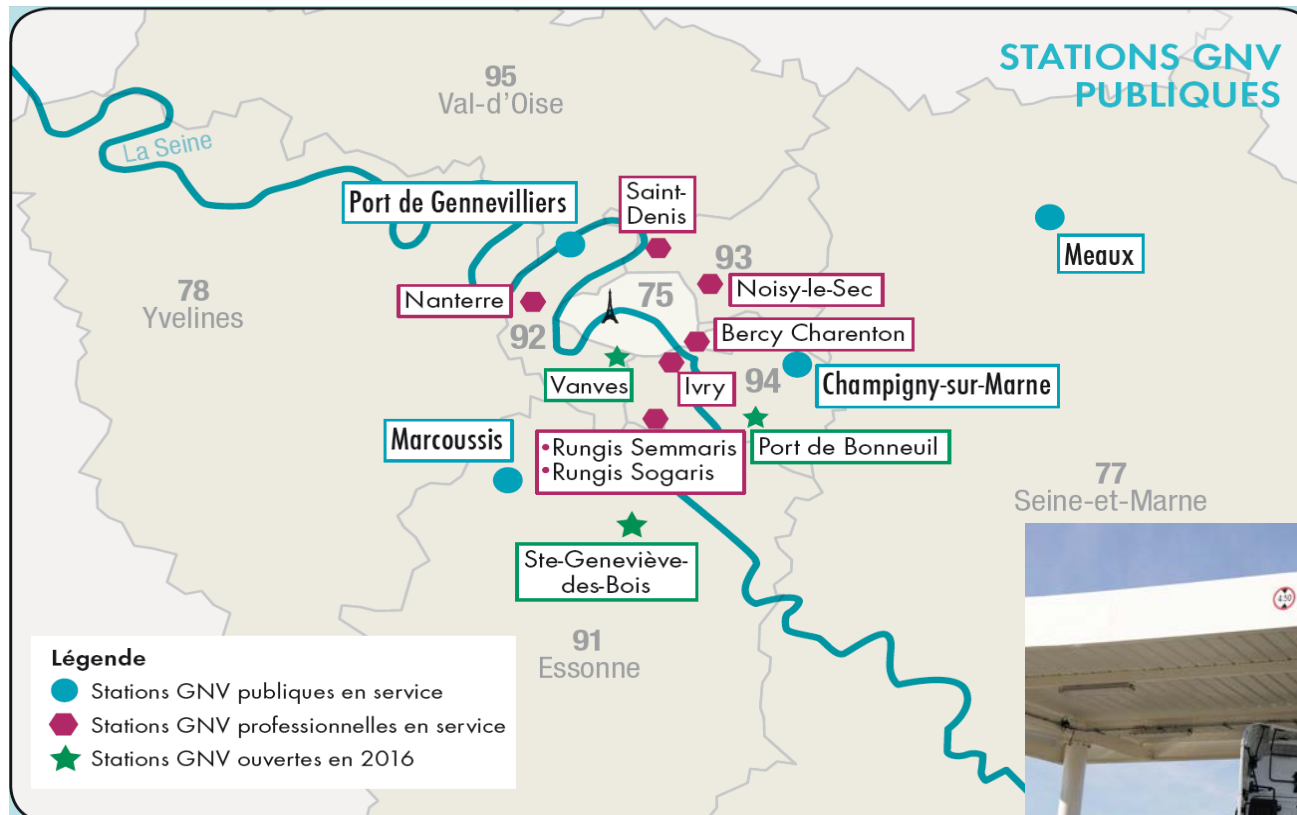 STATIONS GNV
PUBLIQUES
95
Val-d'Oise
La Seine
Port de Gennevilliers
Saint-
Denis
93
Meaux
78
Yvelines
Nanterre
75
Noisy-le-Sec
92
Bercy Charenton
Vanves
Ivry
94
Champigny-sur-Marne
Marcoussis
•Rungis Semmaris
•Rungis Sogaris
Port de Bonneuil
77
Seine-et-Marne
Ste-Geneviève-
des-Bois
91
Essonne
Légende
Stations GNV publiques en service
Stations GNV professionnelles en service
Stations GNV ouvertes en 2016
4.50